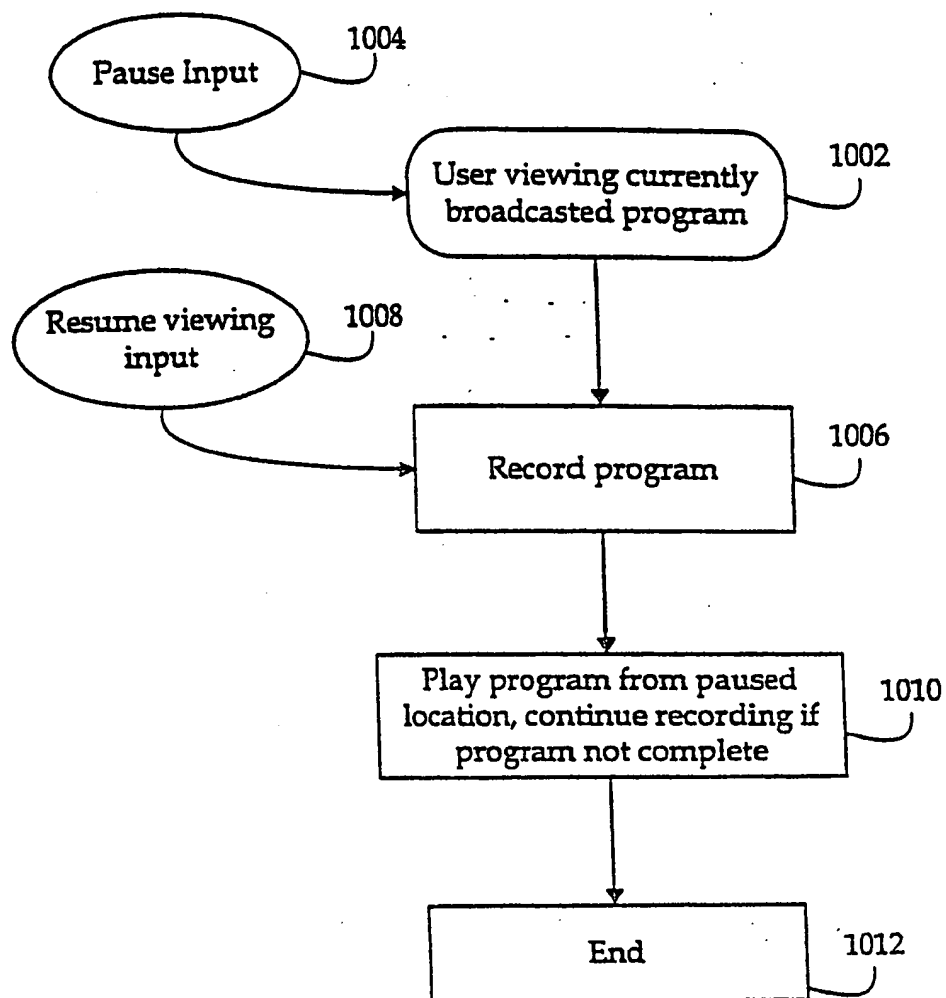 Pause Input
1004
User viewing currently
broadcasted program
1002
Resume viewing
input
1008
Record program
1006
Play program from paused
location, continue recording if
program not complete
1010
End
1012